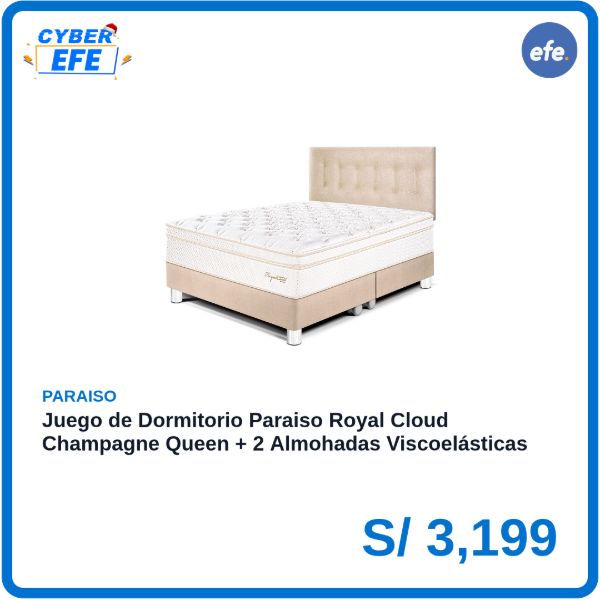 CYBER
EFE
efe.
PARAISO
Juego de Dormitorio Paraiso Royal Cloud
Champagne Queen + 2 Almohadas Viscoelásticas
S/ 3,199